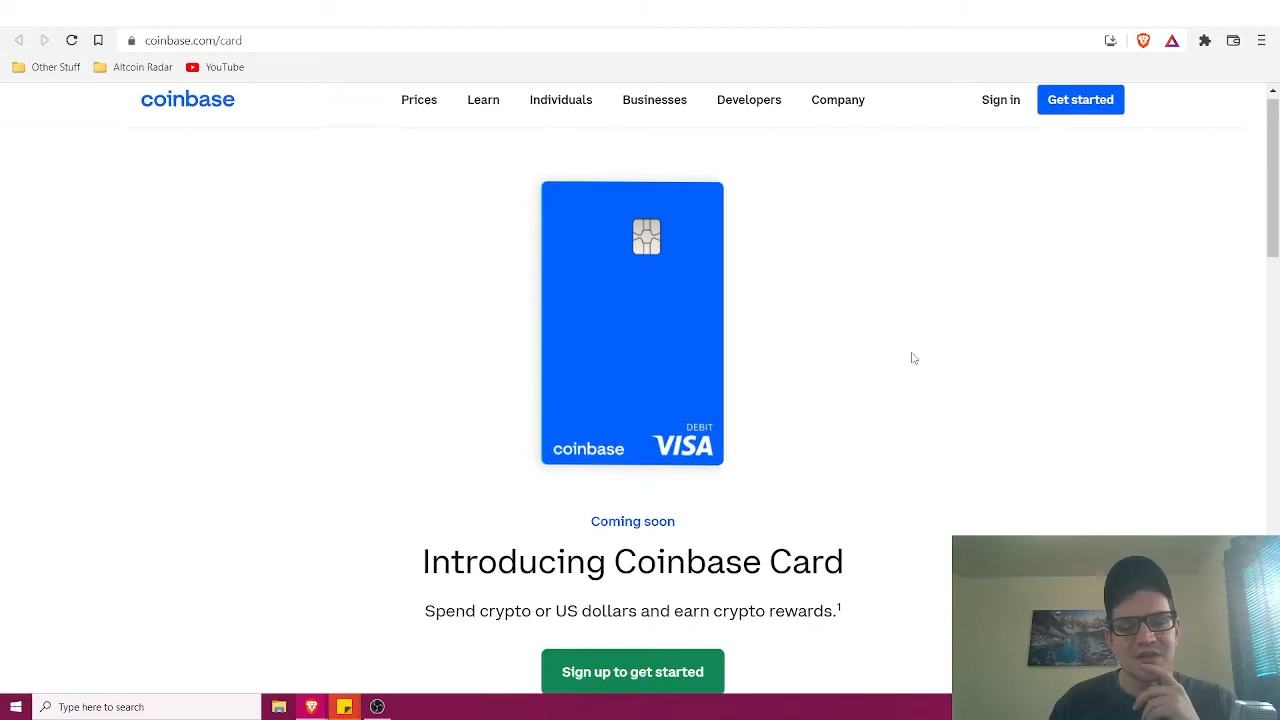 coinbase.com/card
Other Stuff Altcoin Radar YouTube
coinbase Prices Learn Individuals Businesses Developers Company Sign in Get started
DEBIT
coinbase VISA
Coming soon
Introducing Coinbase Card
Spend crypto or US dollars and earn crypto rewards.¹
Sign up to get started
Type here to search